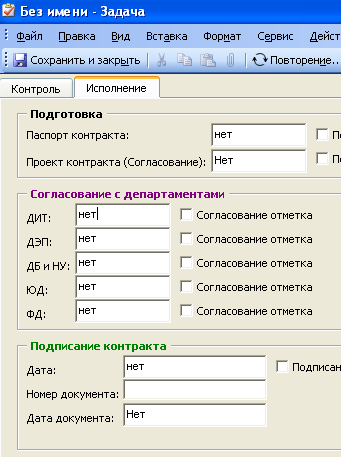 Без имени - Задача
Файл Правка Вид Вставка Формат Сервис Дейст
Сохранить и закрыть Повторение...
Контроль Исполнение
Подготовка
Паспорт контракта: нет
Проект контракта (Согласование): Нет
Согласование с департаментами
ДИТ: нет Согласование отметка
ДЭП: нет Согласование отметка
ДБ и НУ: нет Согласование отметка
ЮД: нет Согласование отметка
ФД: нет Согласование отметка
Подписание контракта
Дата: нет Подписан
Номер документа:
Дата документа: Нет